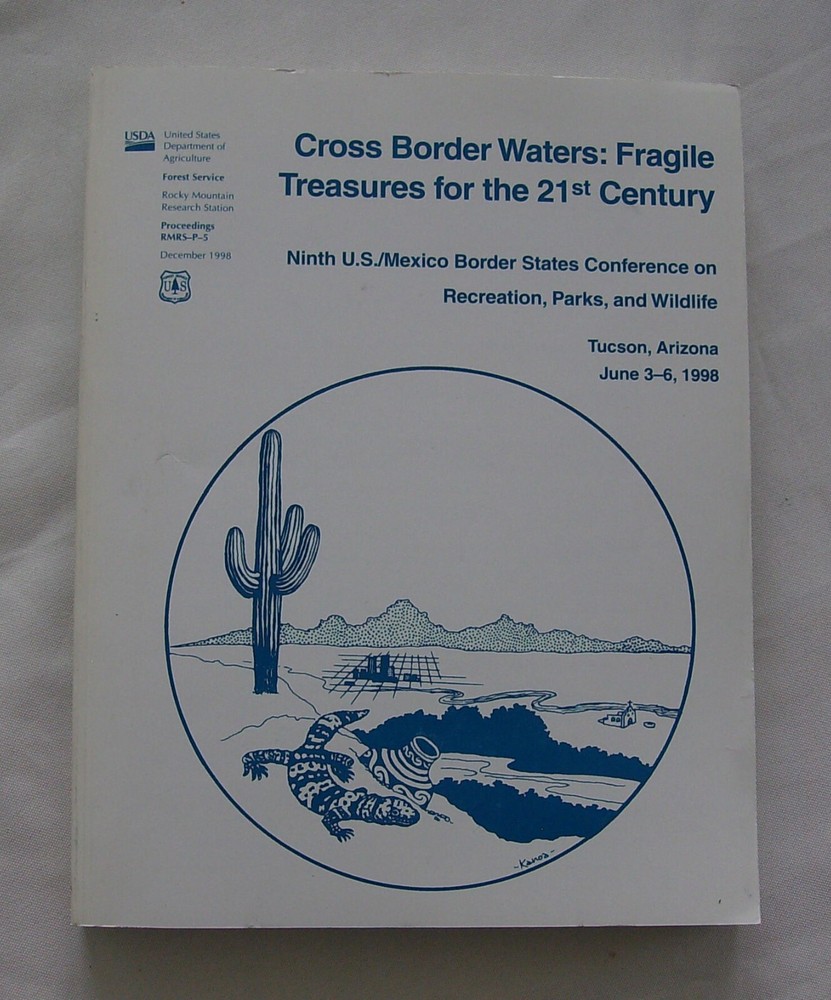 USDA
United States
Department of
Agriculture
Forest Service
Rocky Mountain
Research Station
Proceedings
RMRS–P–5
December 1998
U S
Cross Border Waters: Fragile
Treasures for the 21st Century
Ninth U.S./Mexico Border States Conference on
Recreation, Parks, and Wildlife
Tucson, Arizona
June 3–6, 1998
-Kanoa-